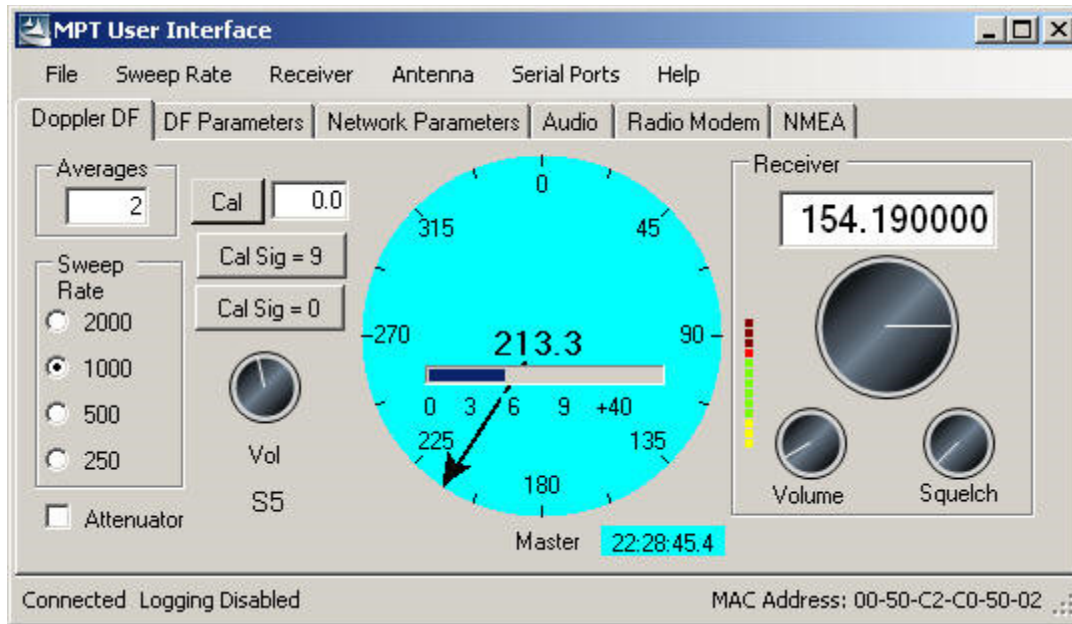 MPT User Interface
File Sweep Rate Receiver Antenna Serial Ports Help
Doppler DF DF Parameters Network Parameters Audio Radio Modem NMEA
Averages
2
Cal 0.0
Cal Sig = 9
Cal Sig = 0
Sweep
Rate
2000
1000
500
250
Attenuator
Vol
S5
0
45
90
135
180
225
270
315
213.3
0 3 6 9 +40
Master 22:28:45.4
Receiver
154.190000
Volume Squelch
Connected Logging Disabled MAC Address: 00-50-C2-C0-50-02